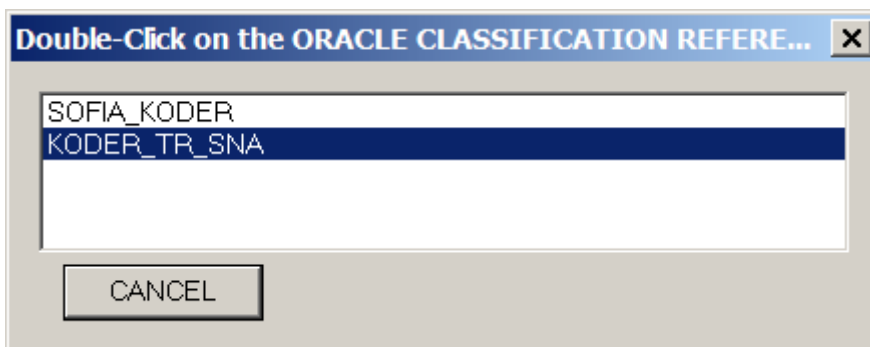 Double-Click on the ORACLE CLASSIFICATION REFERE...
SOFIA_KODER
KODER_TR_SNA
CANCEL